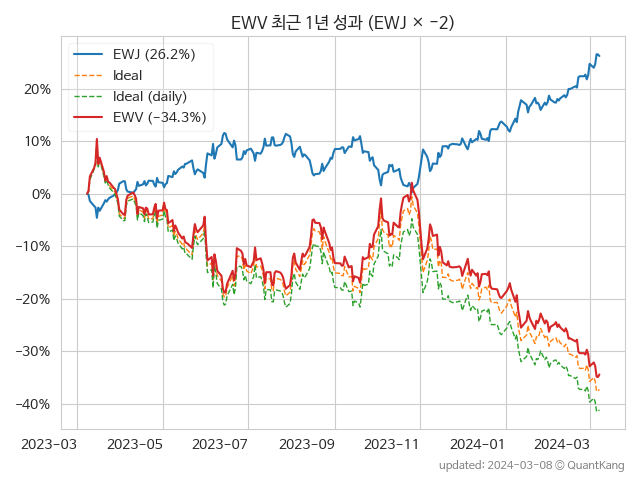 EWV 최근 1년 성과 (EWJ × −2)
EWJ (26.2%)
Ideal
Ideal (daily)
EWV (−34.3%)
20%
10%
0%
−10%
−20%
−30%
−40%
2023−03 2023−05 2023−07 2023−09 2023−11 2024−01 2024−03
updated: 2024−03−08 © QuantKang